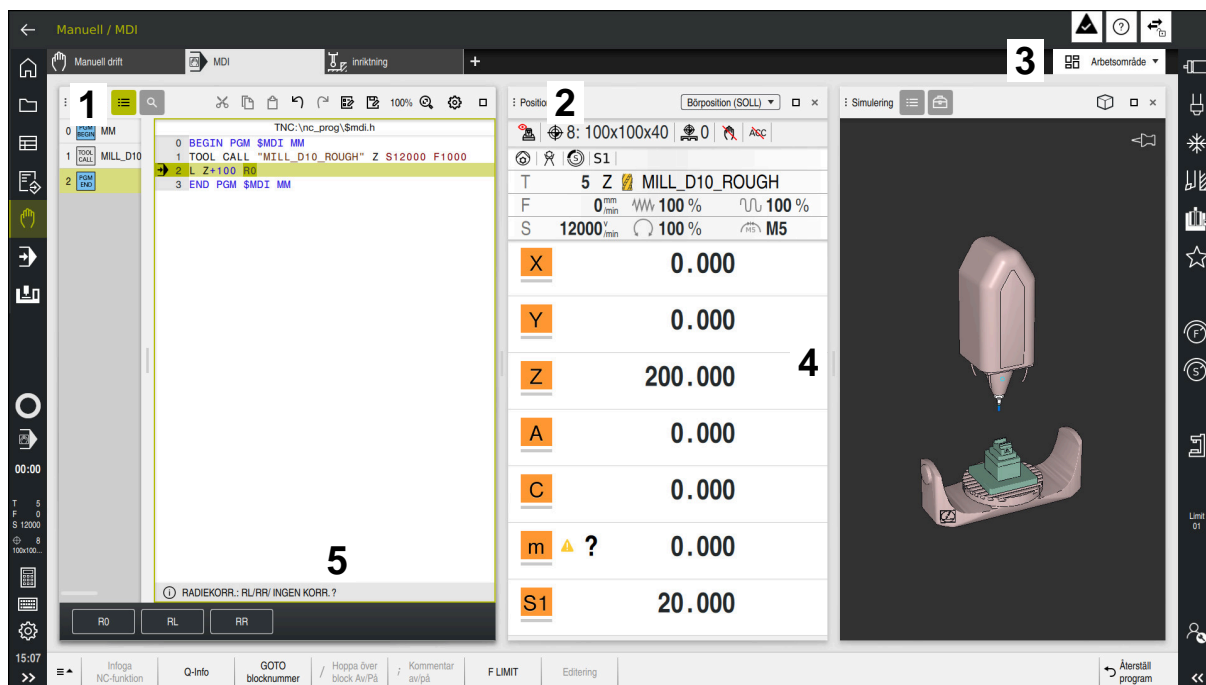 Manuell / MDI
Manuell drift
MDI
inriktning
+
3
Arbetsområde
1
100%
0 PGM BEGIN MM
1 TOOL CALL MILL_D10
2 PGM END
TNC:\nc_prog\$mdi.h
0 BEGIN PGM $MDI MM
1 TOOL CALL "MILL_D10_ROUGH" Z S12000 F1000
2 L Z+100 R0
3 END PGM $MDI MM
5
RADIEKORR.: RL/RR/ INGEN KORR. ?
R0 RL RR
Position
2
Börposition (SOLL)
8: 100x100x40 0 ACC
S S1
T 5 Z MILL_D10_ROUGH
F 0 mm/min 100 % 100 %
S 12000 v/min 100 % MS M5
X 0.000
Y 0.000
4
Z 200.000
A 0.000
C 0.000
m ? 0.000
S1 20.000
Simulering
00:00
T 5
F 0
S 12000
8
100x100...
15:07
F
S
Limit
01
Infoga
NC-funktion
Q-Info
GOTO
blocknummer
/ Hoppa över
block Av/På
; Kommentar
av/på
F LIMIT
Editering
Återställ
program